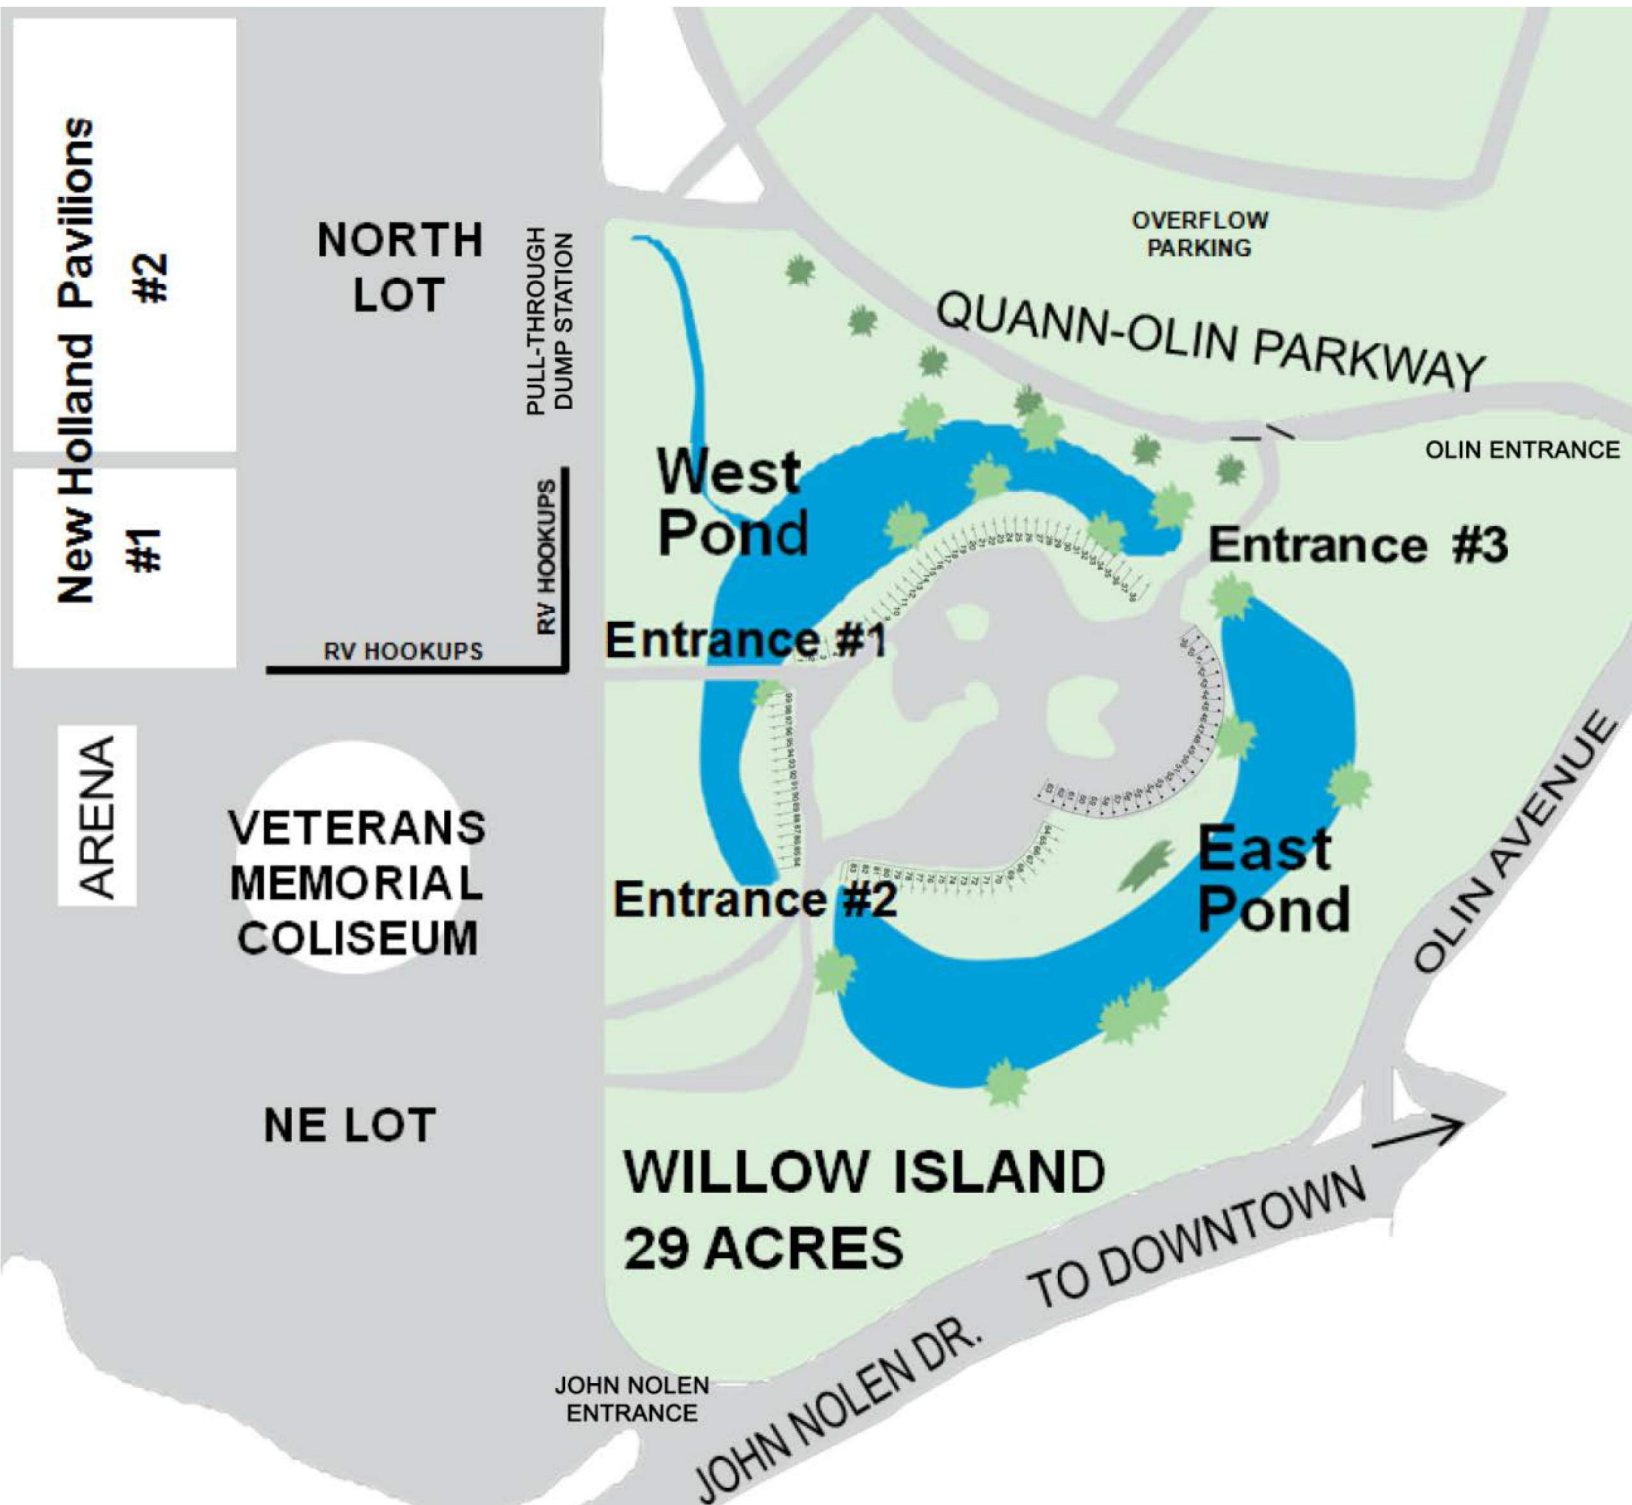 New Holland Pavilions
#2
#1
NORTH
LOT
PULL-THROUGH
DUMP STATION
OVERFLOW
PARKING
QUANN-OLIN PARKWAY
OLIN ENTRANCE
West
Pond
RV HOOKUPS
RV HOOKUPS
Entrance #1
Entrance #3
ARENA
VETERANS
MEMORIAL
COLISEUM
Entrance #2
East
Pond
OLIN AVENUE
NE LOT
WILLOW ISLAND
29 ACRES
TO DOWNTOWN
JOHN NOLEN DR.
JOHN NOLEN
ENTRANCE